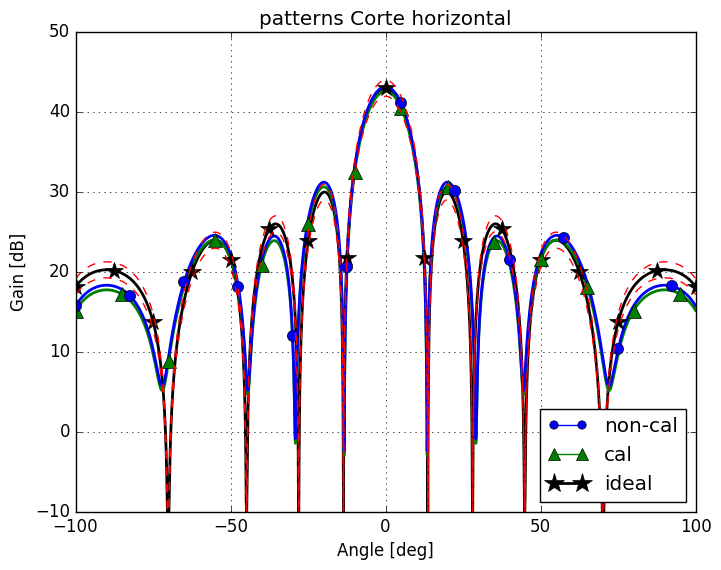 patterns Corte horizontal
Gain [dB]
50
40
30
20
10
0
−10
−100
−50
0
50
100
Angle [deg]
non-cal
cal
ideal